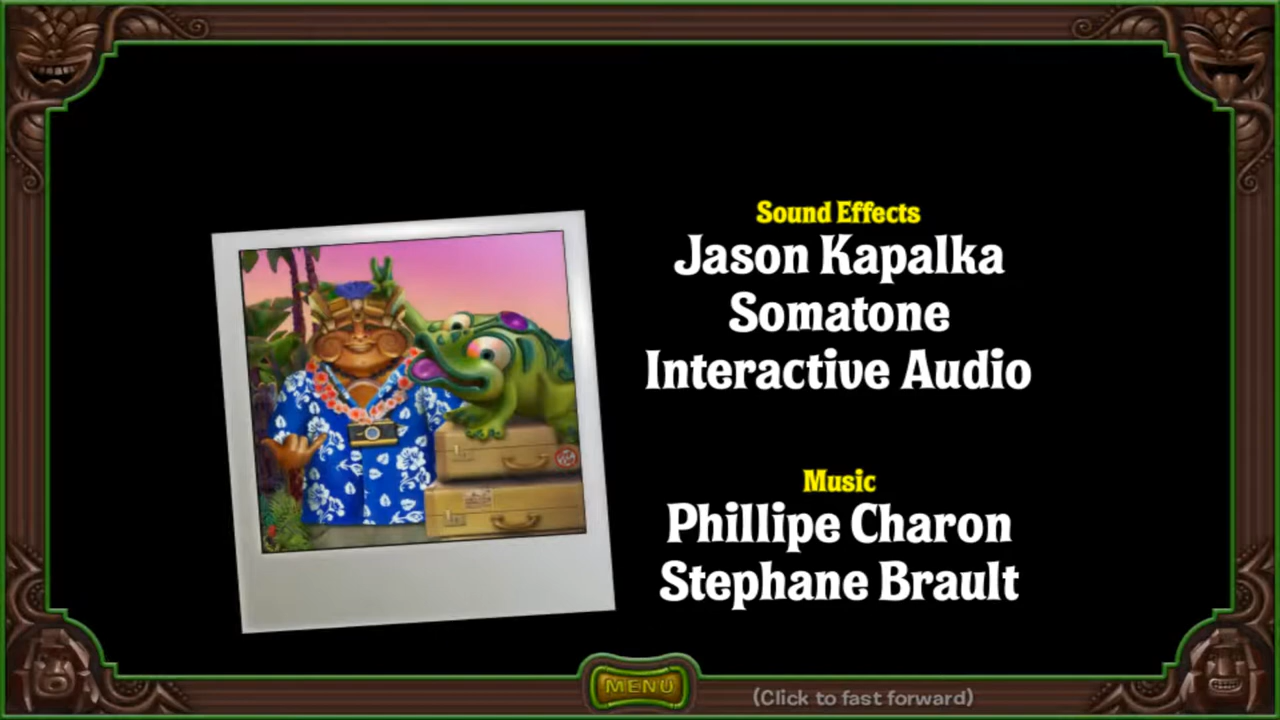 Sound Effects
Jason Kapalka
Somatone
Interactive Audio
Music
Phillipe Charon
Stephane Brault
MENU
(Click to fast forward)